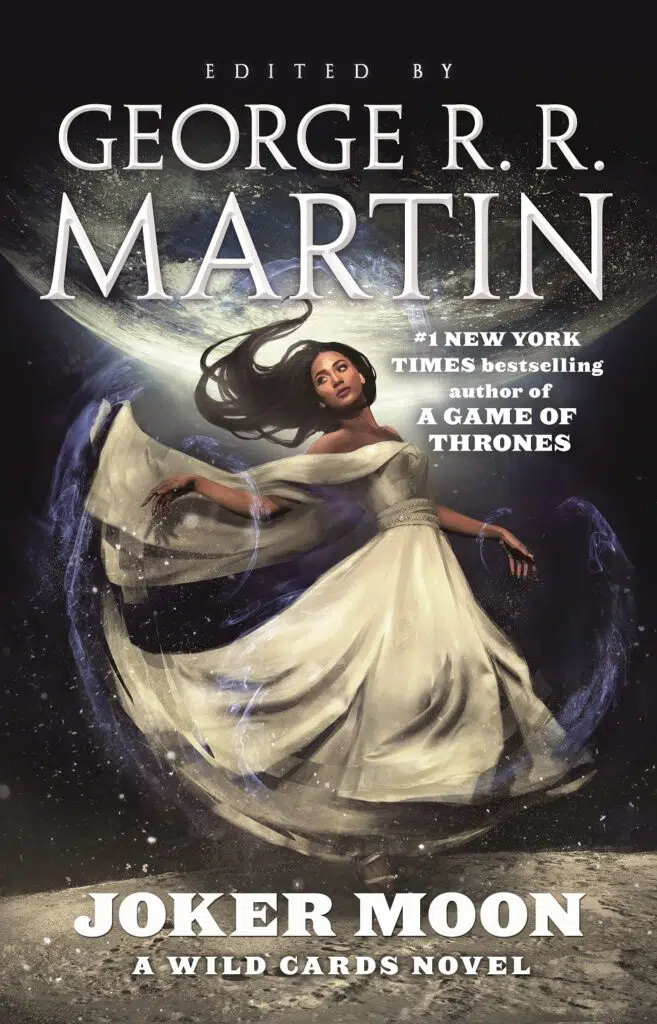 EDITED BY
GEORGE R. R.
MARTIN
#1 NEW YORK
TIMES bestselling
author of
A GAME OF
THRONES
JOKER MOON
A WILD CARDS NOVEL